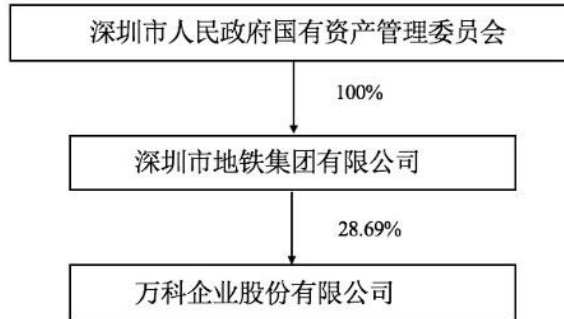 深圳市人民政府国有资产管理委员会
100%
深圳市地铁集团有限公司
28.69%
万科企业股份有限公司